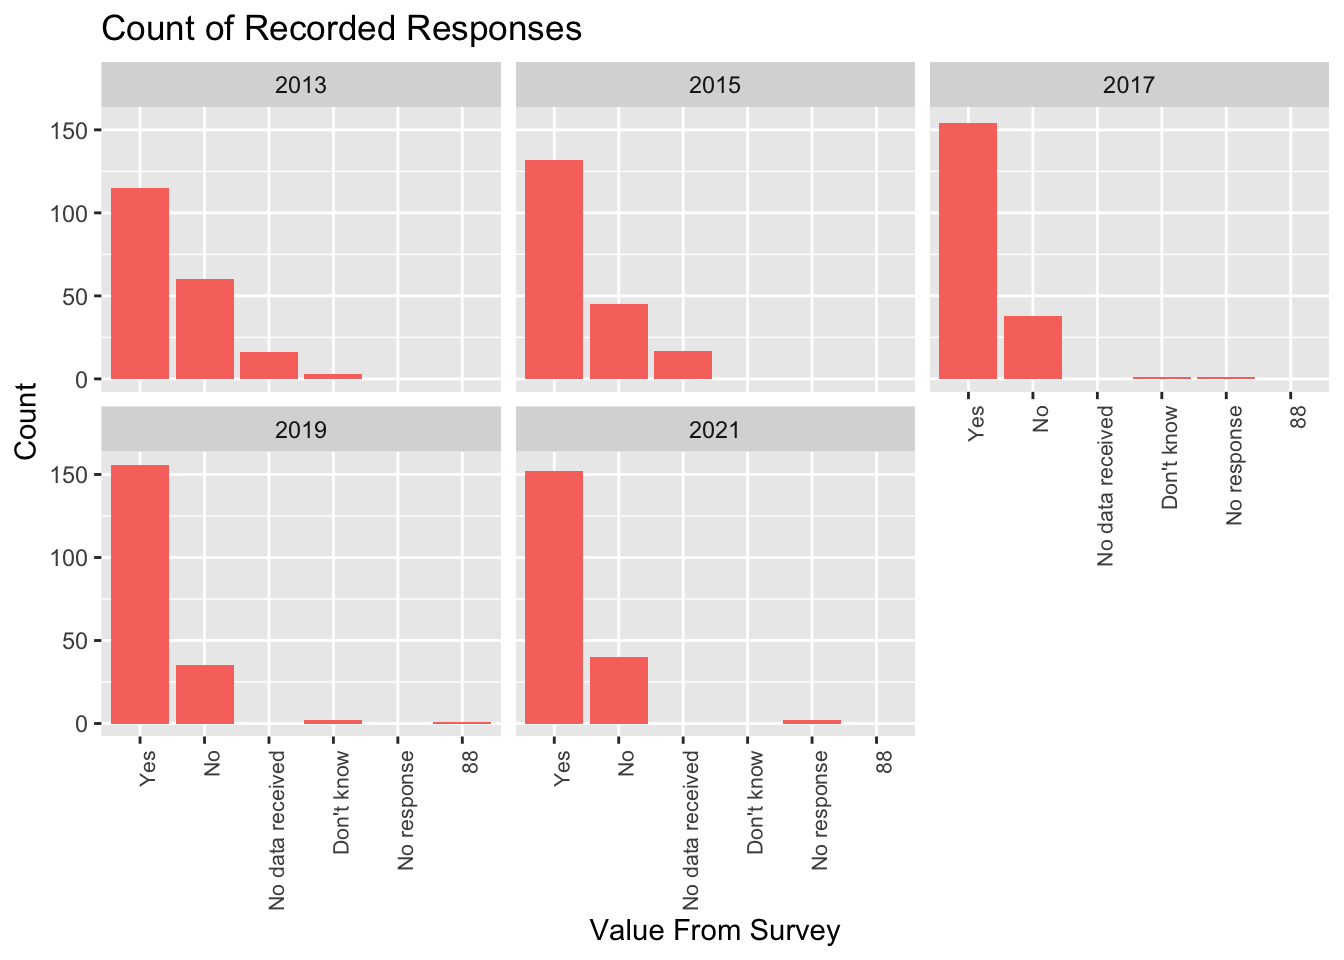 Count of Recorded Responses
2013
2015
2017
150
100
50
0
Yes
No
No data received
Don't know
No response
88
Count
2019
2021
150
100
50
0
Yes
No
No data received
Don't know
No response
88
Yes
No
No data received
Don't know
No response
88
Value From Survey